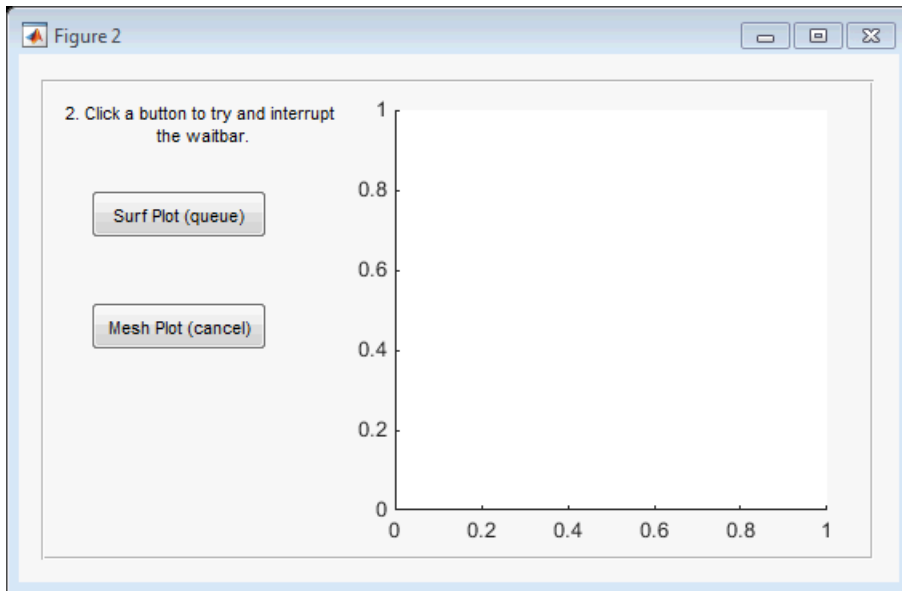 Figure 2
2. Click a button to try and interrupt
the waitbar.
Surf Plot (queue)
Mesh Plot (cancel)
1
0.8
0.6
0.4
0.2
0
0 0.2 0.4 0.6 0.8 1